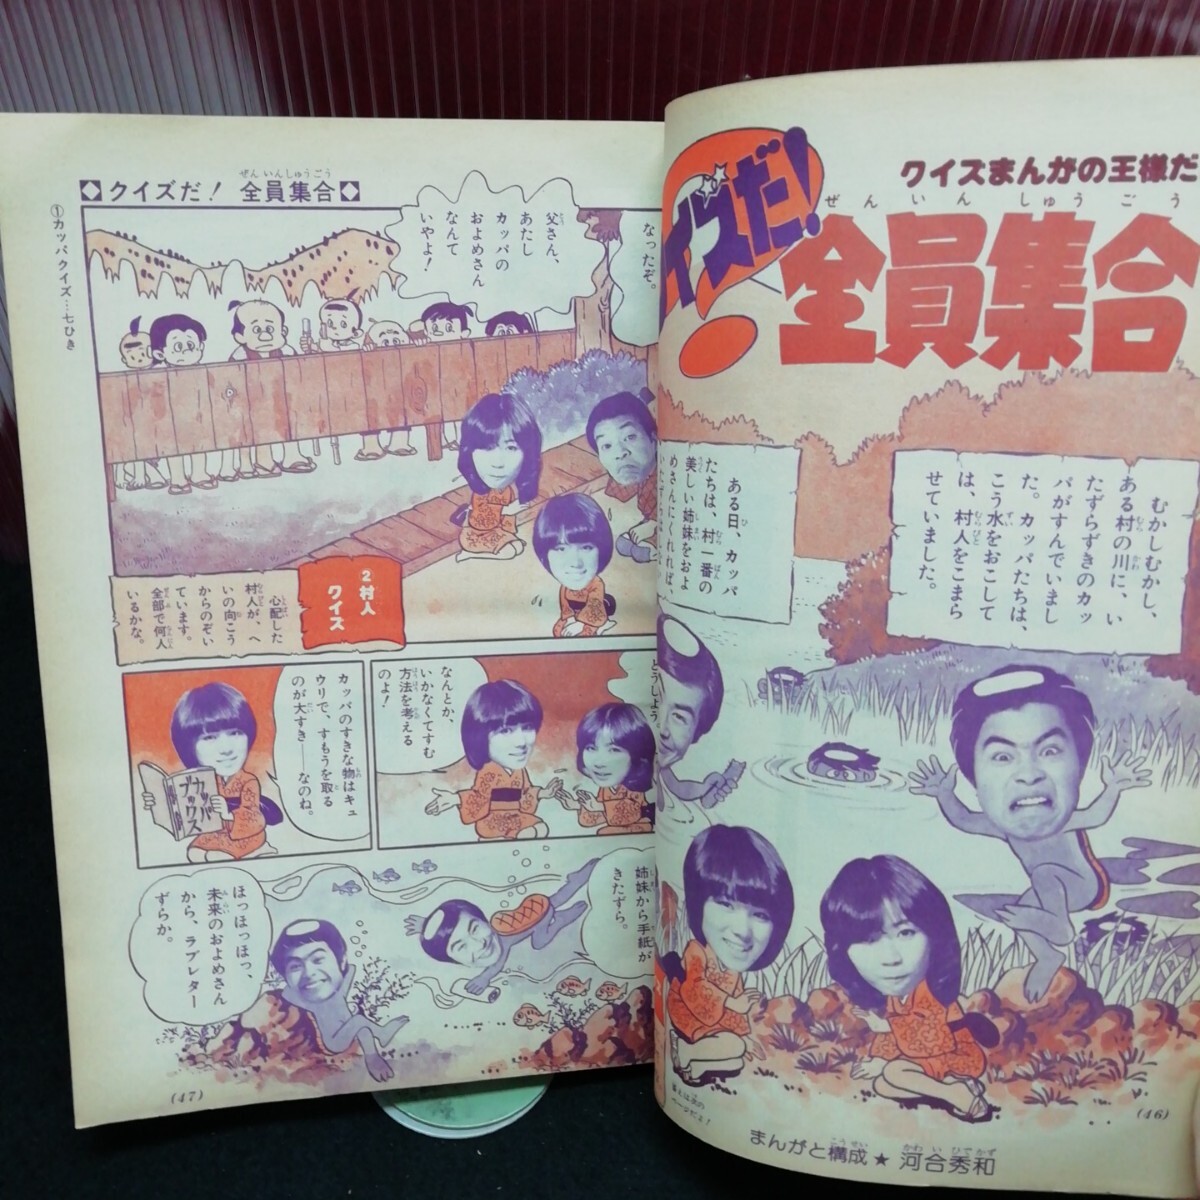 クイズまんがの王様だ
イズだ!
ぜんいんしゅうごう
全員集合
むかしむかし、
ある村の川に、い
たずらずきのカッ
パがすんでいまし
た。カッパたちは、
こう水をおこして
は、村人をこまら
せていました。
ある日、カッパ
たちは、村一番の
美しい姉妹をおよ
めさんにくれれば、
どうしよう。
まんがと構成★河合秀和
(46)
◆クイズだ! 全員集合◆
①カッパクイズ…七ひき
なったぞ。
父さん、
あたし
カッパの
およめさん
なんて
いやよ!
2村人
クイズ
心配した
村人が、へ
いの向こう
からのぞい
ています。
全部で何人
いるかな。
なんとか、
いかなくてすむ
方法を考える
のよ!
カッパのすきな物はキュ
ウリで、すもうを取る
のが大すき――なのね。
カッパ
ブックス
姉妹から手紙が
きたずら。
ほっほっほっ、
未来のおよめさん
から、ラブレター
ずらか。
(47)